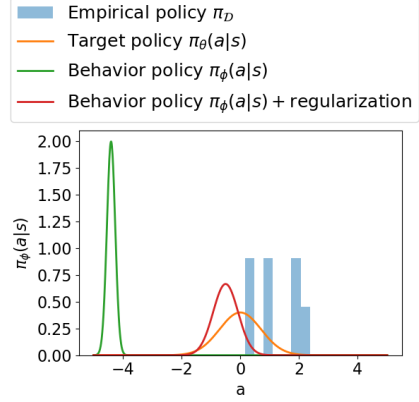 Empirical policy π_𝒟
Target policy π_θ(a|s)
Behavior policy π_ϕ(a|s)
Behavior policy π_ϕ(a|s) + regularization
2.00
1.75
1.50
1.25
1.00
0.75
0.50
0.25
0.00
π_ϕ(a|s)
−4 −2 0 2 4
a